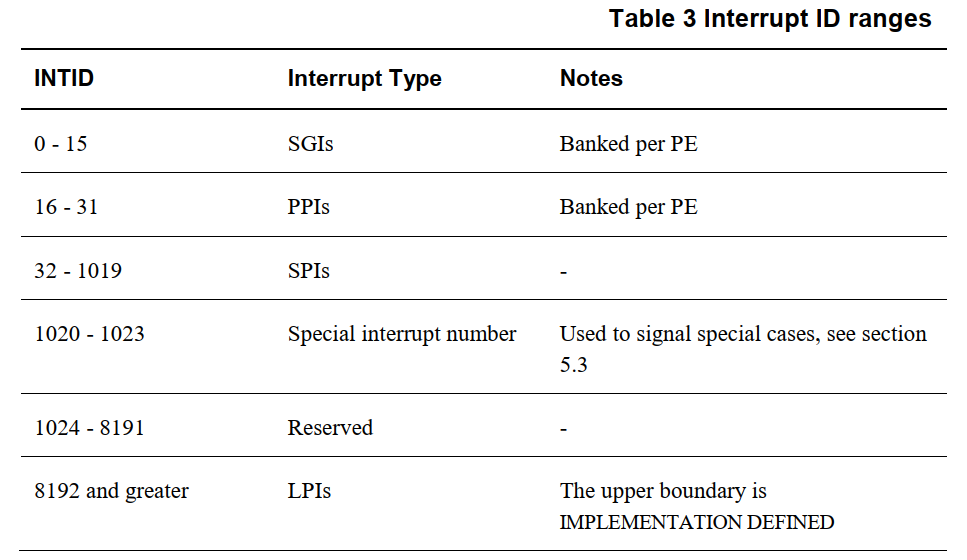 Table 3 Interrupt ID ranges
INTID Interrupt Type Notes
0 - 15 SGIs Banked per PE
16 - 31 PPIs Banked per PE
32 - 1019 SPIs -
1020 - 1023 Special interrupt number Used to signal special cases, see section
5.3
1024 - 8191 Reserved -
8192 and greater LPIs The upper boundary is
IMPLEMENTATION DEFINED